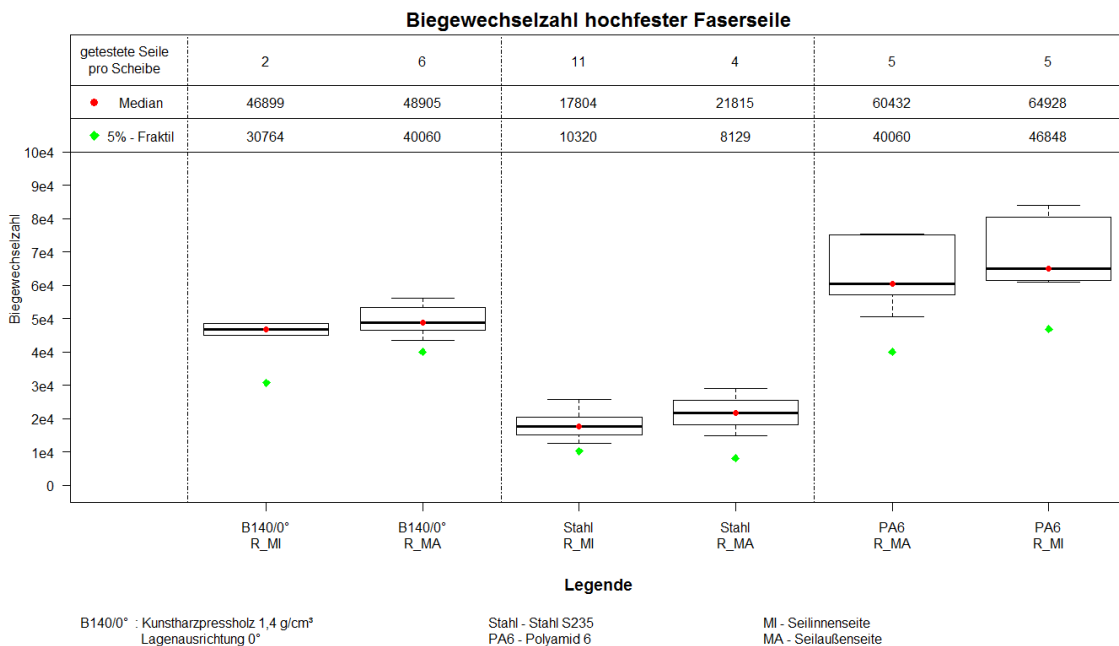 Biegewechselzahl hochfester Faserseile
getestete Seile
pro Scheibe
2 6 11 4 5 5
Median 46899 48905 17804 21815 60432 64928
5% - Fraktil 30764 40060 10320 8129 40060 46848
Biegewechselzahl
10e4
9e4
8e4
7e4
6e4
5e4
4e4
3e4
2e4
1e4
0
B140/0° B140/0° Stahl Stahl PA6 PA6
R_MI R_MA R_MI R_MA R_MA R_MI
Legende
B140/0° : Kunstharzpressholz 1,4 g/cm³ Stahl - Stahl S235 MI - Seilinnenseite
Lagenausrichtung 0° PA6 - Polyamid 6 MA - Seilaußenseite